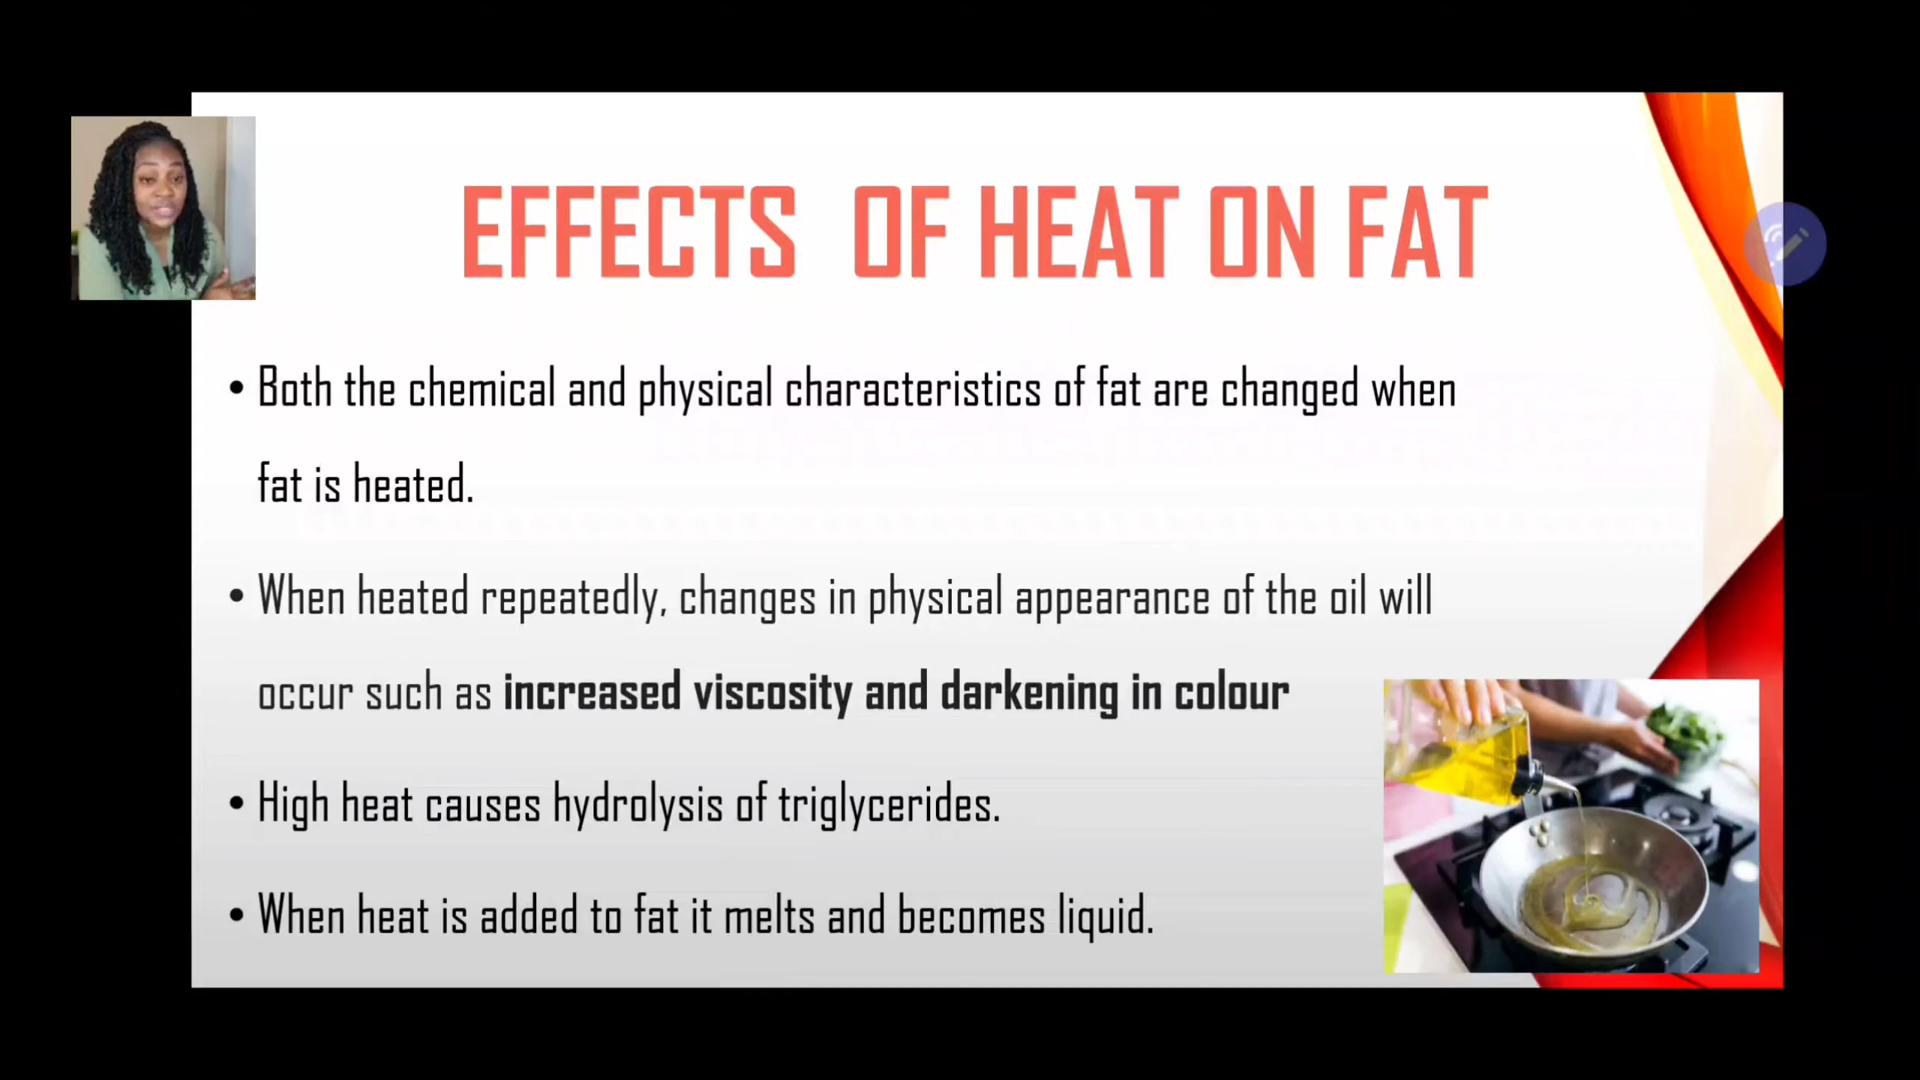 EFFECTS OF HEAT ON FAT
• Both the chemical and physical characteristics of fat are changed when
fat is heated.
• When heated repeatedly, changes in physical appearance of the oil will
occur such as increased viscosity and darkening in colour
• High heat causes hydrolysis of triglycerides.
• When heat is added to fat it melts and becomes liquid.